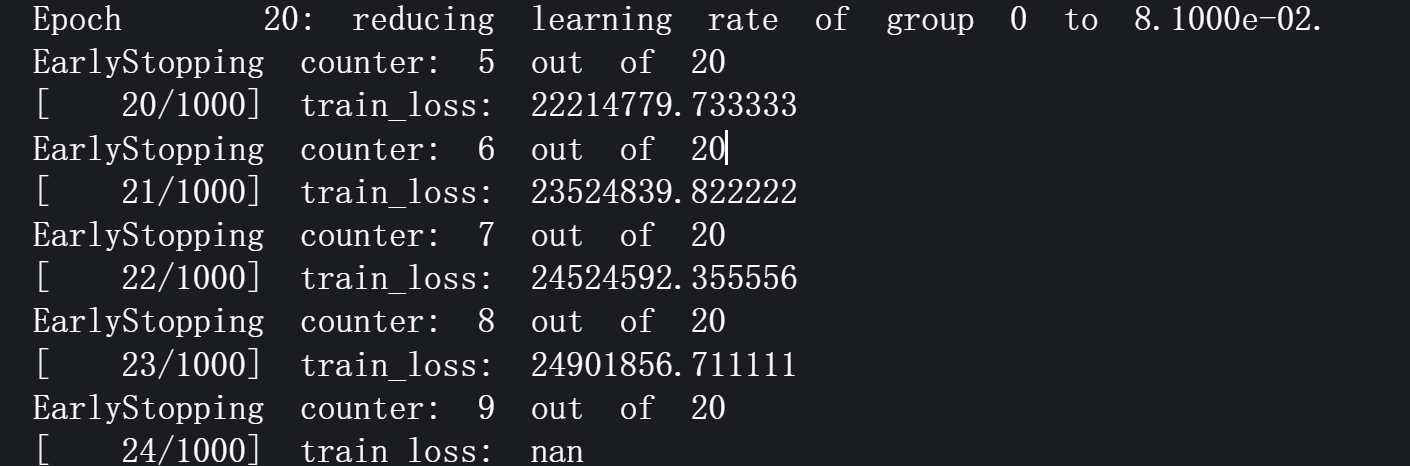 Epoch 20: reducing learning rate of group 0 to 8.1000e-02.
EarlyStopping counter: 5 out of 20
[ 20/1000] train_loss: 22214779.733333
EarlyStopping counter: 6 out of 20
[ 21/1000] train_loss: 23524839.822222
EarlyStopping counter: 7 out of 20
[ 22/1000] train_loss: 24524592.355556
EarlyStopping counter: 8 out of 20
[ 23/1000] train_loss: 24901856.711111
EarlyStopping counter: 9 out of 20
[ 24/1000] train loss: nan